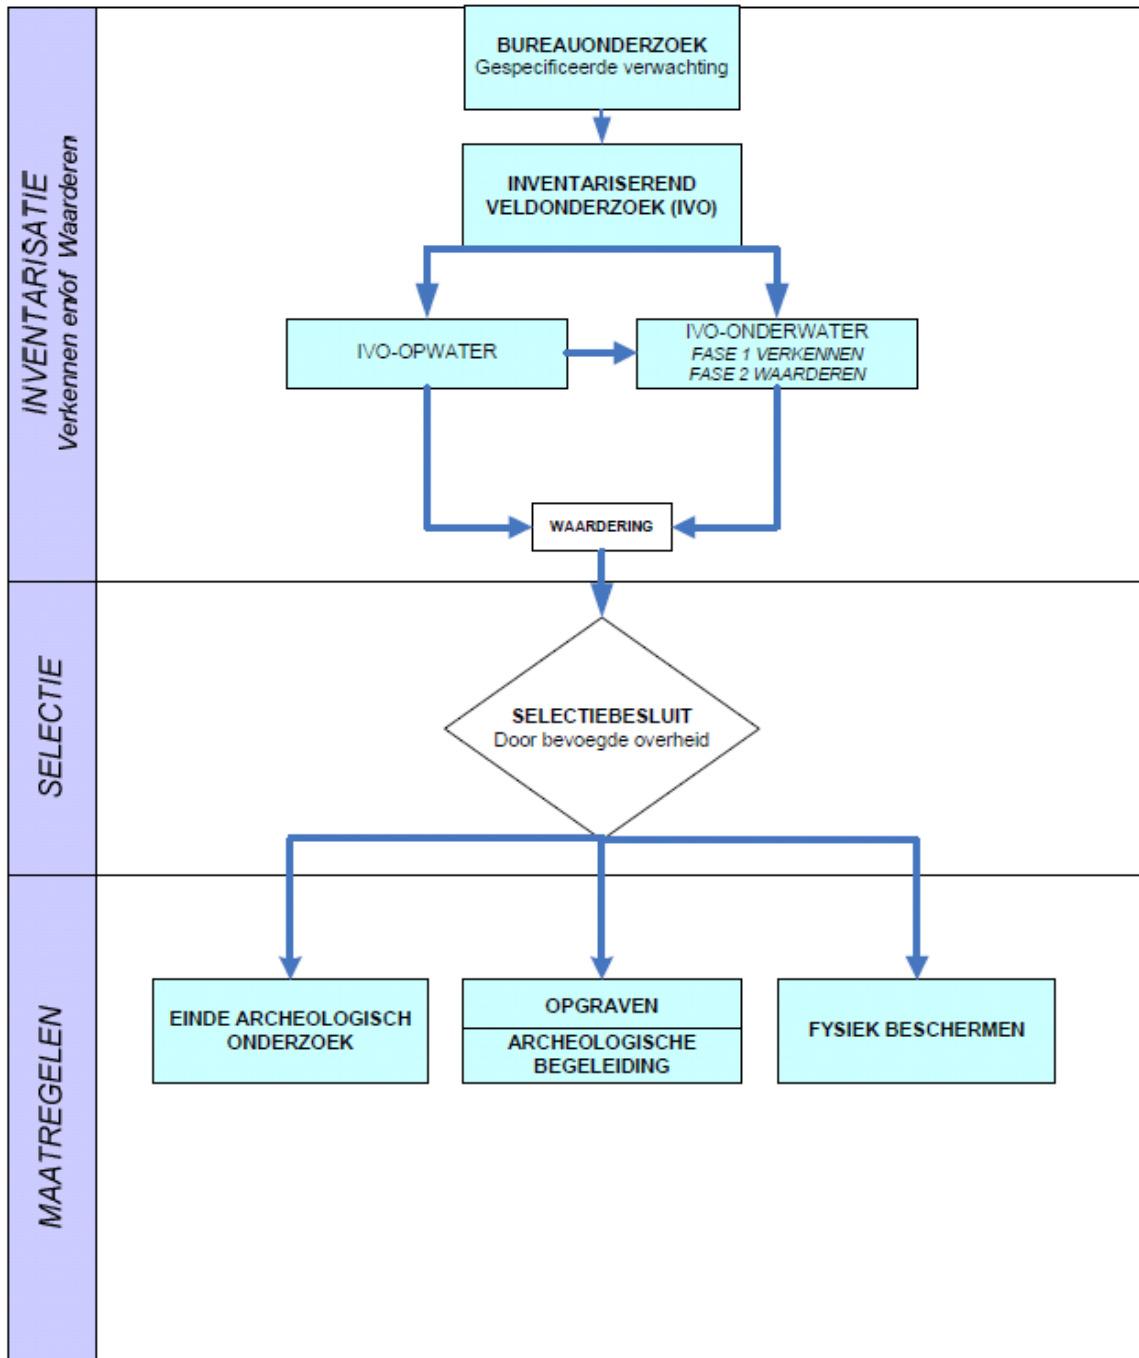 INVENTARISATIE
Verkennen en/of Waarderen
BUREAUONDERZOEK
Gespecificeerde verwachting
INVENTARISEREND
VELDONDERZOEK (IVO)
IVO-OPWATER
IVO-ONDERWATER
FASE 1 VERKENNEN
FASE 2 WAARDEREN
WAARDERING
SELECTIE
SELECTIEBESLUIT
Door bevoegde overheid
MAATREGELEN
EINDE ARCHEOLOGISCH
ONDERZOEK
OPGRAVEN
ARCHEOLOGISCHE
BEGELEIDING
FYSIEK BESCHERMEN